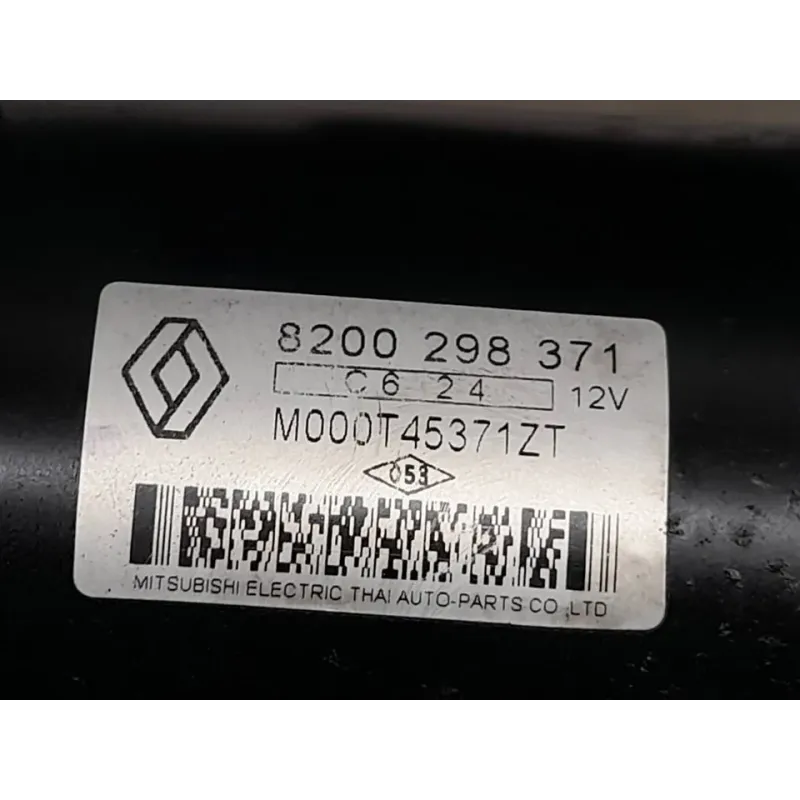 8200 298 371
C6 24 12V
M000T45371ZT
053
MITSUBISHI ELECTRIC THAI AUTO-PARTS CO ,LTD